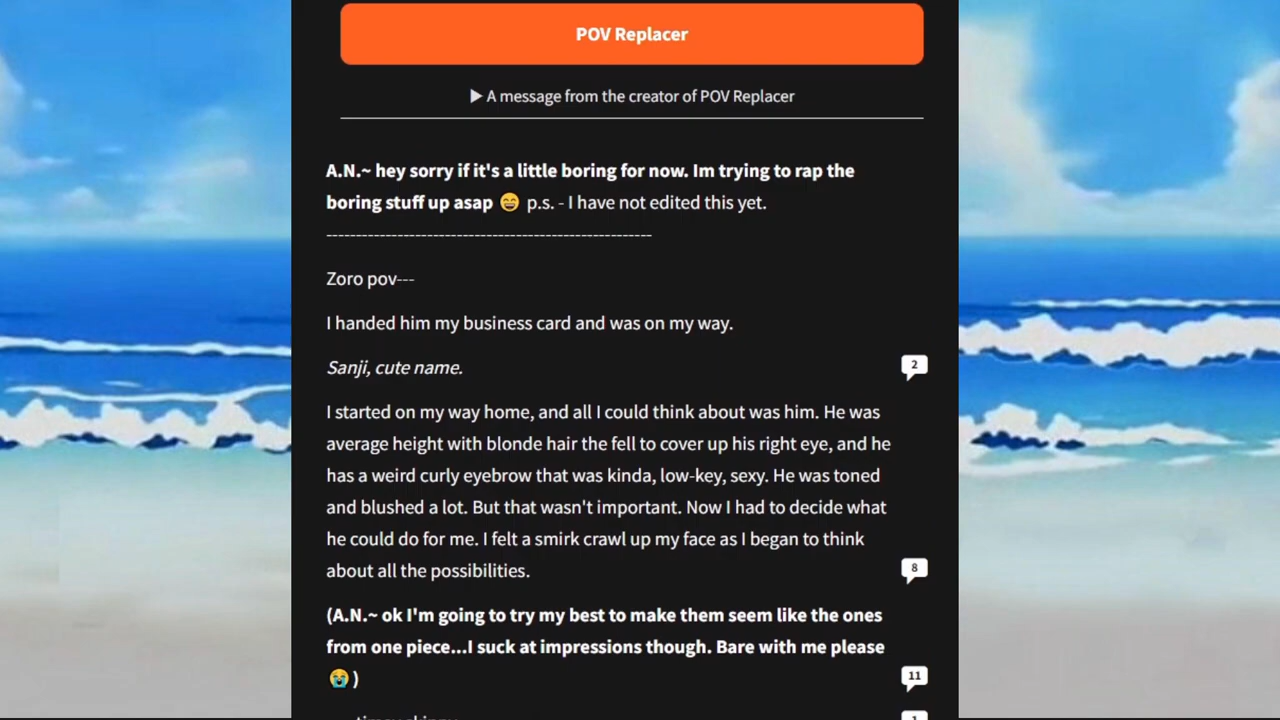 POV Replacer
▶ A message from the creator of POV Replacer
A.N.~ hey sorry if it's a little boring for now. Im trying to rap the
boring stuff up asap 😄 p.s. - I have not edited this yet.
------------------------------------------------------
Zoro pov---
I handed him my business card and was on my way.
Sanji, cute name.
2
I started on my way home, and all I could think about was him. He was
average height with blonde hair the fell to cover up his right eye, and he
has a weird curly eyebrow that was kinda, low-key, sexy. He was toned
and blushed a lot. But that wasn't important. Now I had to decide what
he could do for me. I felt a smirk crawl up my face as I began to think
about all the possibilities.
8
(A.N.~ ok I'm going to try my best to make them seem like the ones
from one piece...I suck at impressions though. Bare with me please
😭 )
11